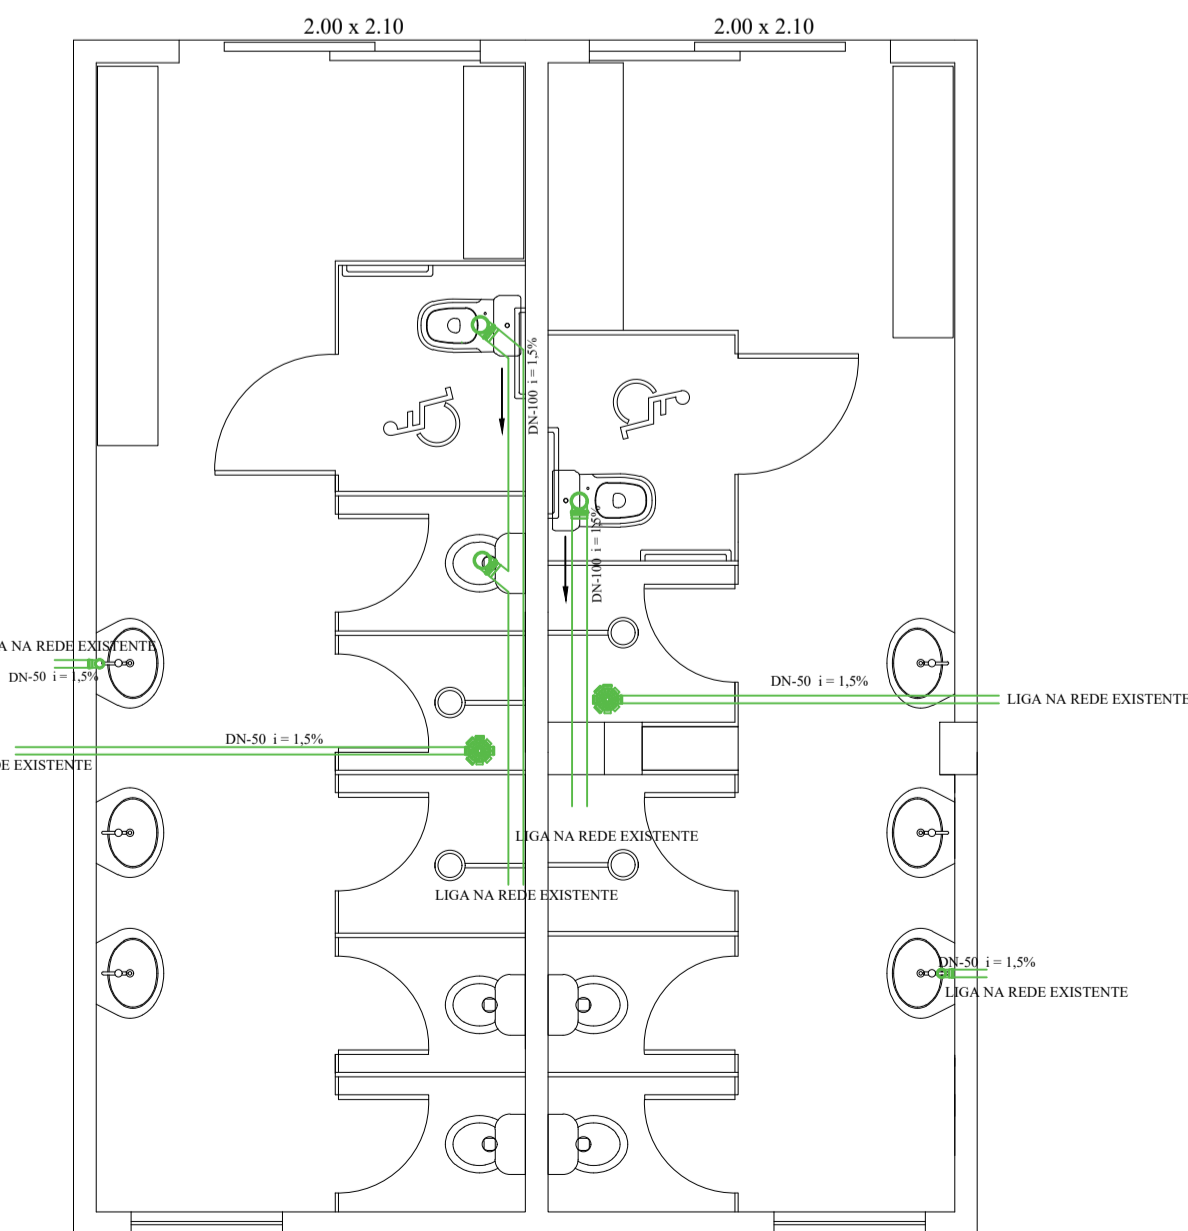 2.00 x 2.10
2.00 x 2.10
DN-100 i = 1,5%
DN-100 i = 1,5%
A NA REDE EXISTENTE
DN-50 i = 1,5%
DN-50 i = 1,5%
LIGA NA REDE EXISTENTE
DN-50 i = 1,5%
E EXISTENTE
LIGA NA REDE EXISTENTE
LIGA NA REDE EXISTENTE
DN-50 i = 1,5%
LIGA NA REDE EXISTENTE